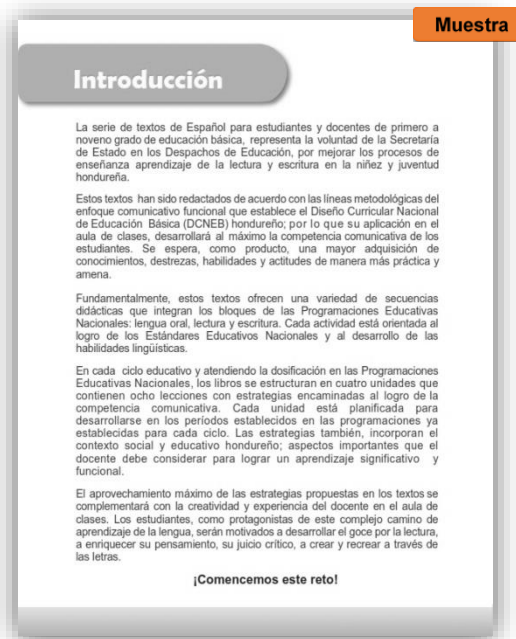 Muestra
Introducción
La serie de textos de Español para estudiantes y docentes de primero a
noveno grado de educación básica, representa la voluntad de la Secretaría
de Estado en los Despachos de Educación, por mejorar los procesos de
enseñanza aprendizaje de la lectura y escritura en la niñez y juventud
hondureña.
Estos textos han sido redactados de acuerdo con las líneas metodológicas del
enfoque comunicativo funcional que establece el Diseño Curricular Nacional
de Educación Básica (DCNEB) hondureño; por lo que su aplicación en el
aula de clases, desarrollará al máximo la competencia comunicativa de los
estudiantes. Se espera, como producto, una mayor adquisición de
conocimientos, destrezas, habilidades y actitudes de manera más práctica y
amena.
Fundamentalmente, estos textos ofrecen una variedad de secuencias
didácticas que integran los bloques de las Programaciones Educativas
Nacionales: lengua oral, lectura y escritura. Cada actividad está orientada al
logro de los Estándares Educativos Nacionales y al desarrollo de las
habilidades lingüísticas.
En cada ciclo educativo y atendiendo la dosificación en las Programaciones
Educativas Nacionales, los libros se estructuran en cuatro unidades que
contienen ocho lecciones con estrategias encaminadas al logro de la
competencia comunicativa. Cada unidad está planificada para
desarrollarse en los períodos establecidos en las programaciones ya
establecidas para cada ciclo. Las estrategias también, incorporan el
contexto social y educativo hondureño; aspectos importantes que el
docente debe considerar para lograr un aprendizaje significativo y
funcional.
El aprovechamiento máximo de las estrategias propuestas en los textos se
complementará con la creatividad y experiencia del docente en el aula de
clases. Los estudiantes, como protagonistas de este complejo camino de
aprendizaje de la lengua, serán motivados a desarrollar el goce por la lectura,
a enriquecer su pensamiento, su juicio crítico, a crear y recrear a través de
las letras.
¡Comencemos este reto!